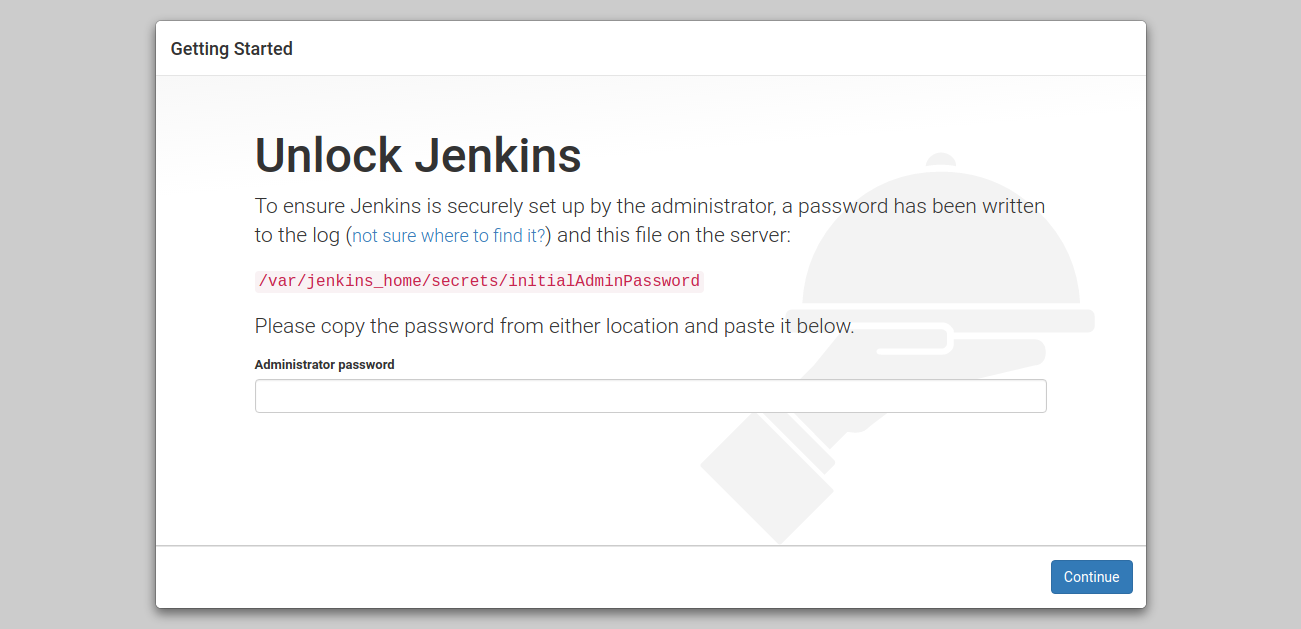 Getting Started
Unlock Jenkins
To ensure Jenkins is securely set up by the administrator, a password has been written
to the log (not sure where to find it?) and this file on the server:
/var/jenkins_home/secrets/initialAdminPassword
Please copy the password from either location and paste it below.
Administrator password
Continue